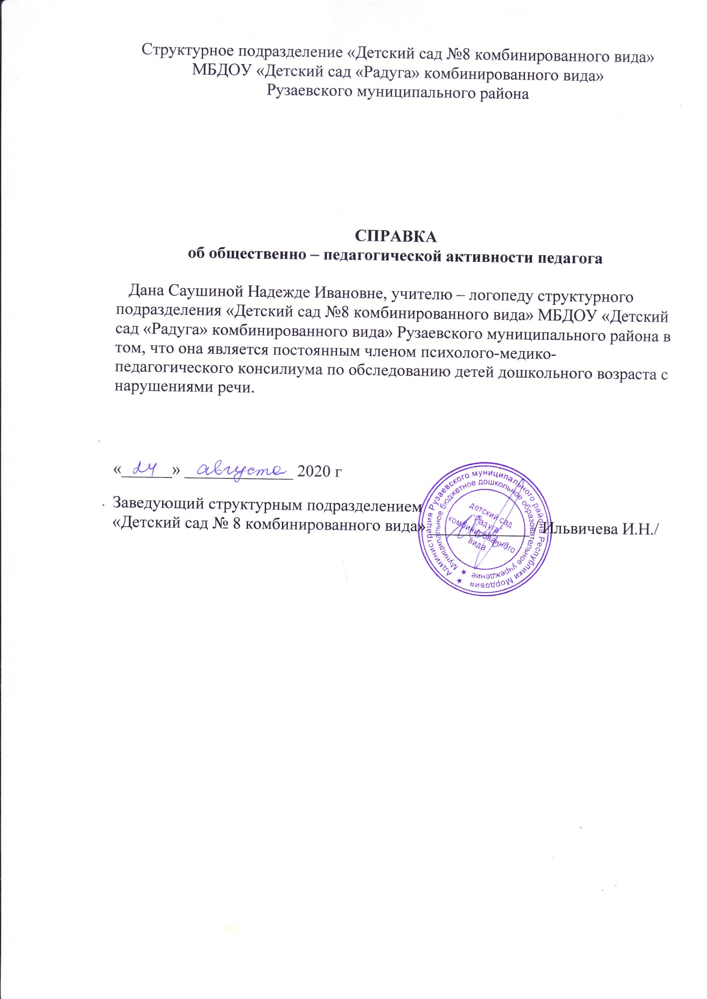 Структурное подразделение «Детский сад №8 комбинированного вида»
МБДОУ «Детский сад «Радуга» комбинированного вида»
Рузаевского муниципального района
СПРАВКА
об общественно – педагогической активности педагога
Дана Саушиной Надежде Ивановне, учителю – логопеду структурного
подразделения «Детский сад №8 комбинированного вида» МБДОУ «Детский
сад «Радуга» комбинированного вида» Рузаевского муниципального района в
том, что она является постоянным членом психолого-медико-
педагогического консилиума по обследованию детей дошкольного возраста с
нарушениями речи.
«24» августа 2020 г
Заведующий структурным подразделением
«Детский сад № 8 комбинированного вида» /Ильвичева И.Н./
Администрация Рузаевского муниципального района Республики Мордовия ★
Муниципальное бюджетное дошкольное образовательное учреждение ★
детский сад
"Радуга"
комбинированного
вида